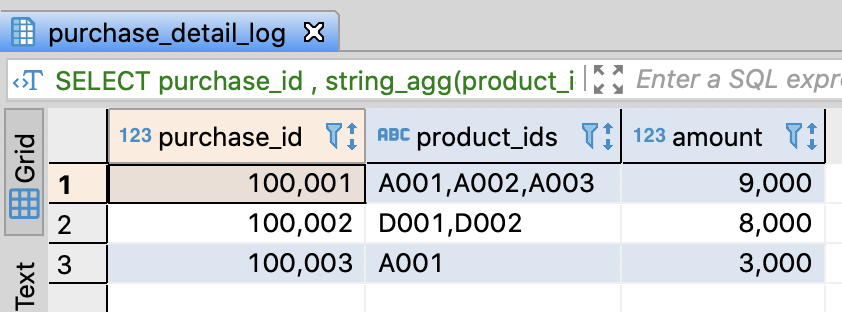 purchase_detail_log
SELECT purchase_id , string_agg(product_i Enter a SQL expr
Grid
Text
123 purchase_id ABC product_ids 123 amount
1 100,001 A001,A002,A003 9,000
2 100,002 D001,D002 8,000
3 100,003 A001 3,000